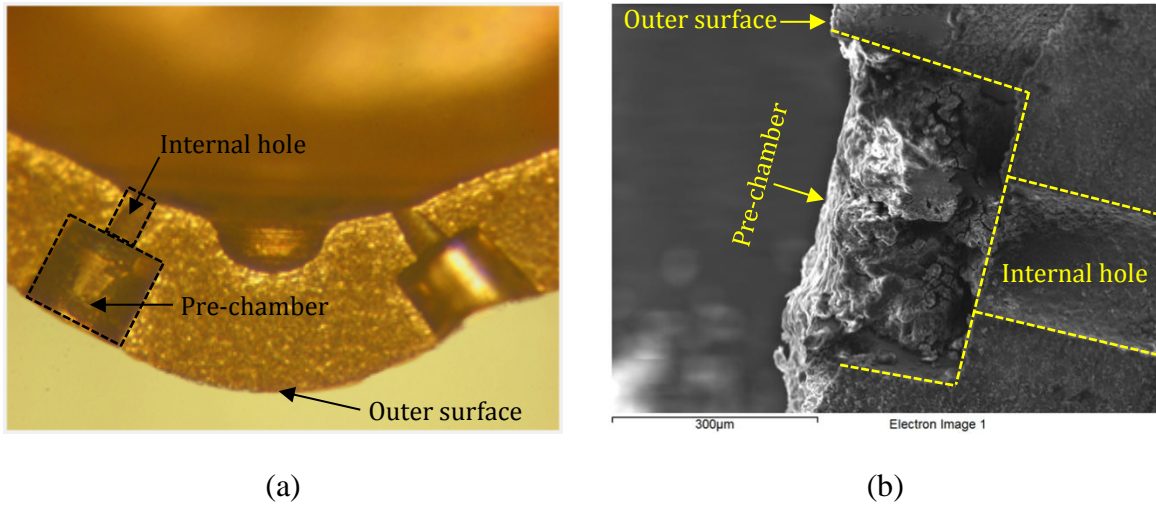 Internal hole
Pre-chamber
Outer surface
(a)
Outer surface
Pre-chamber
Internal hole
300μm
Electron Image 1
(b)